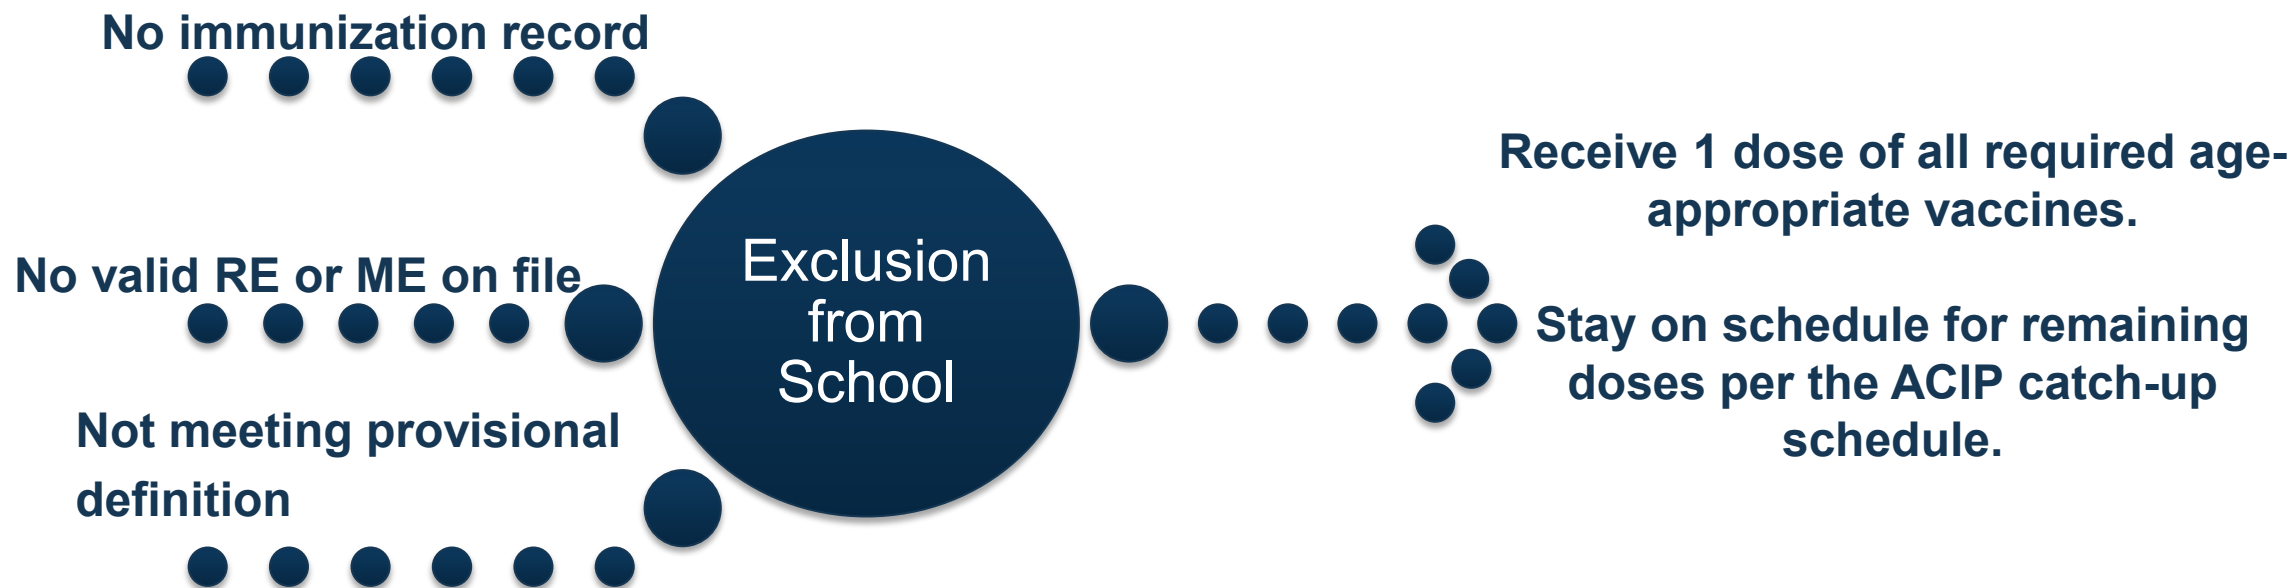 No immunization record
No valid RE or ME on file
Not meeting provisional
definition
Exclusion
from
School
Receive 1 dose of all required age-
appropriate vaccines.
Stay on schedule for remaining
doses per the ACIP catch-up
schedule.